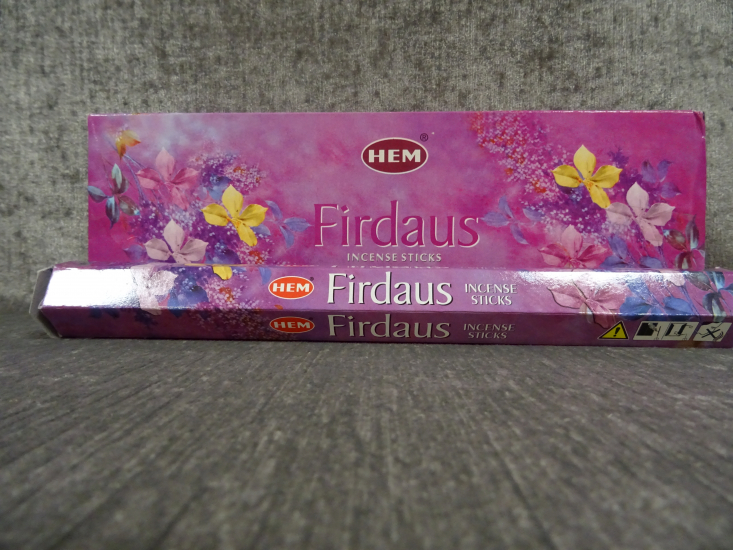 HEM®
Firdaus
INCENSE STICKS
HEM® Firdaus INCENSE
STICKS
HEM Firdaus INCENSE
STICKS